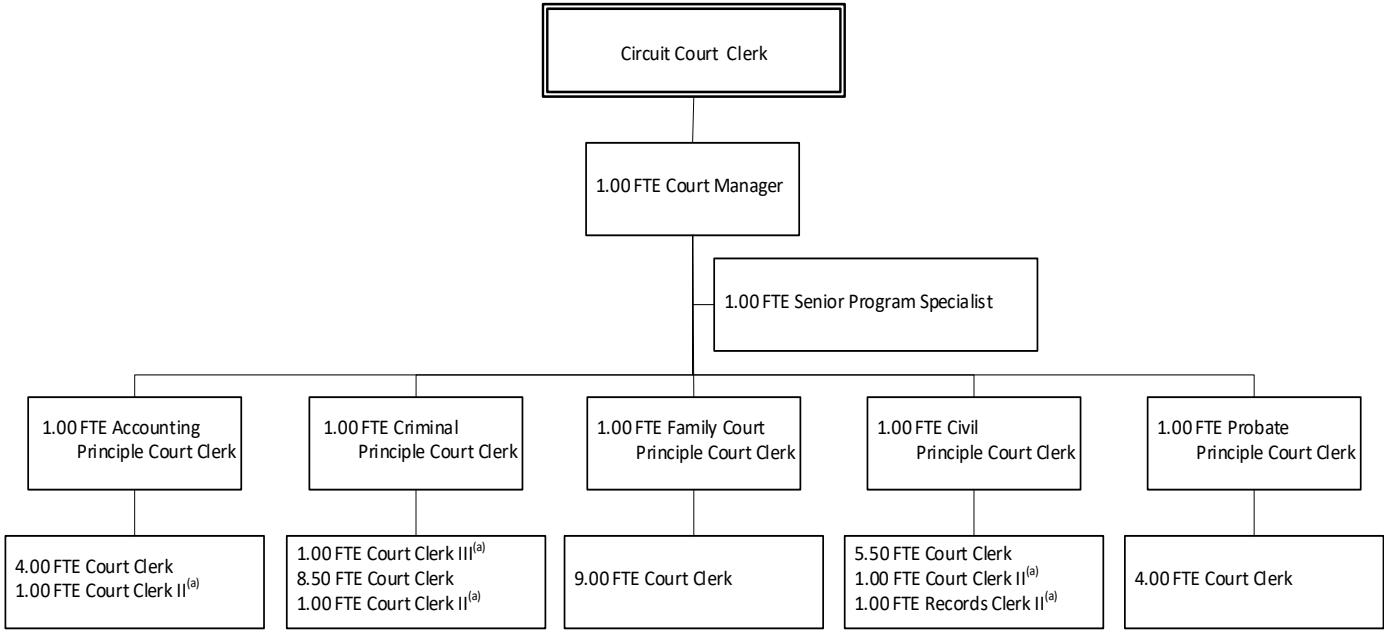 Circuit Court Clerk
1.00 FTE Court Manager
1.00 FTE Senior Program Specialist
1.00 FTE Accounting
Principle Court Clerk
1.00 FTE Criminal
Principle Court Clerk
1.00 FTE Family Court
Principle Court Clerk
1.00 FTE Civil
Principle Court Clerk
1.00 FTE Probate
Principle Court Clerk
4.00 FTE Court Clerk
1.00 FTE Court Clerk II(a)
1.00 FTE Court Clerk III(a)
8.50 FTE Court Clerk
1.00 FTE Court Clerk II(a)
9.00 FTE Court Clerk
5.50 FTE Court Clerk
1.00 FTE Court Clerk II(a)
1.00 FTE Records Clerk II(a)
4.00 FTE Court Clerk